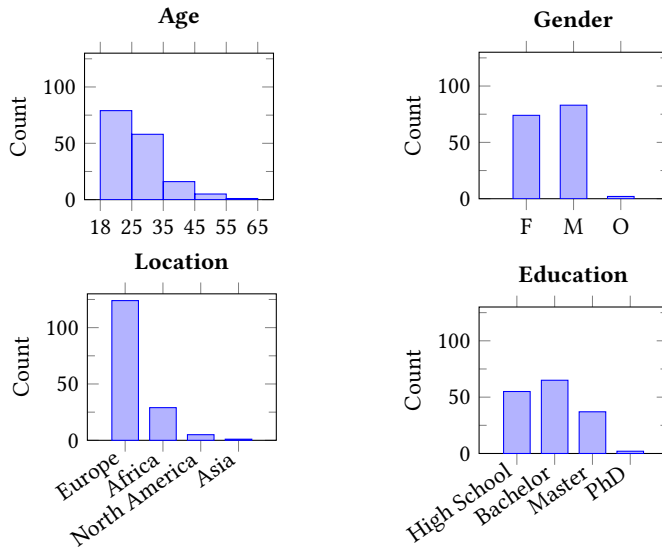 Age
Count
100
50
0
18 25 35 45 55 65
Gender
Count
100
50
0
F M O
Location
Count
100
50
0
Europe
Africa
North America
Asia
Education
Count
100
50
0
High School
Bachelor
Master
PhD